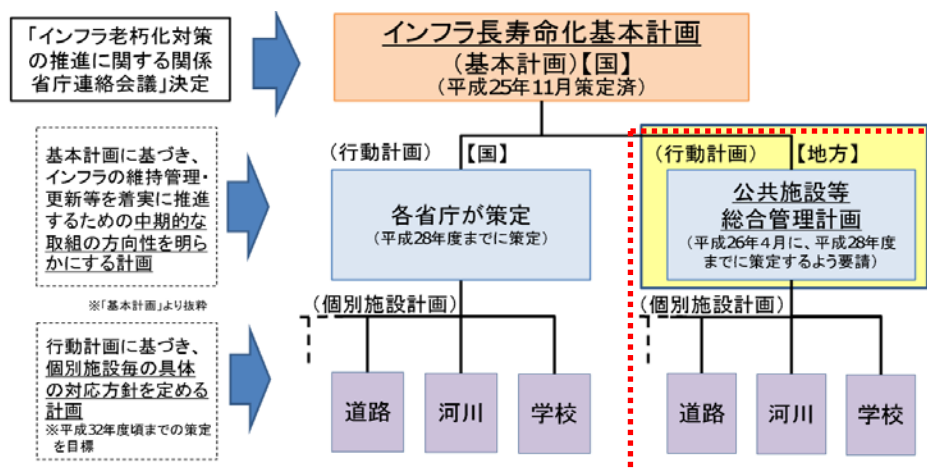 「インフラ老朽化対策
の推進に関する関係
省庁連絡会議」決定
インフラ長寿命化基本計画
(基本計画)【国】
(平成25年11月策定済)
基本計画に基づき、
インフラの維持管理・
更新等を着実に推進
するための中期的な
取組の方向性を明ら
かにする計画
※「基本計画」より抜粋
(行動計画) 【国】
各省庁が策定
(平成28年度までに策定)
(行動計画) 【地方】
公共施設等
総合管理計画
(平成26年4月に、平成28年度
までに策定するよう要請)
行動計画に基づき、
個別施設毎の具体
の対応方針を定める
計画
※平成32年度頃までの策定
を目標
(個別施設計画)
道路
河川
学校
(個別施設計画)
道路
河川
学校